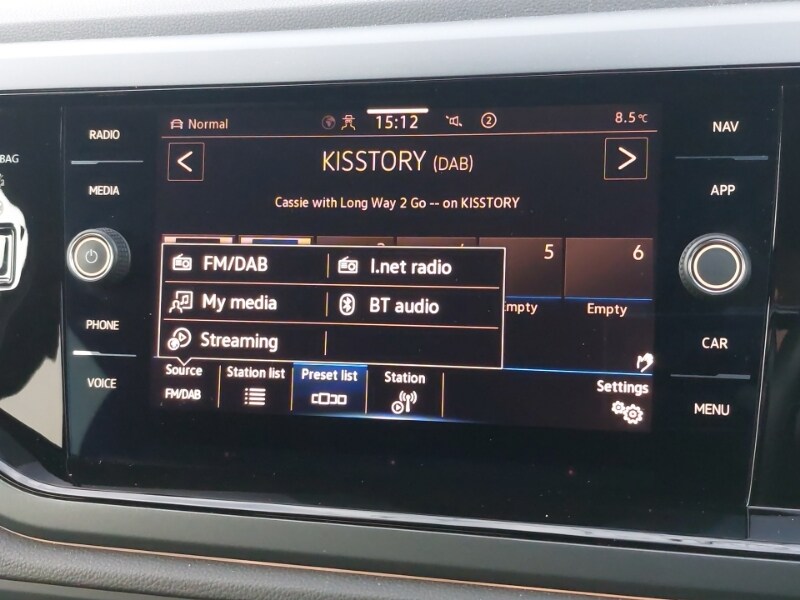 BAG
RADIO
MEDIA
PHONE
VOICE
Normal
15:12
2
8.5°C
< KISSTORY (DAB) >
Cassie with Long Way 2 Go -- on KISSTORY
5
6
Empty
FM/DAB
I.net radio
My media
BT audio
Streaming
Source
FM/DAB
Station list
Preset list
Station
Settings
NAV
APP
CAR
MENU